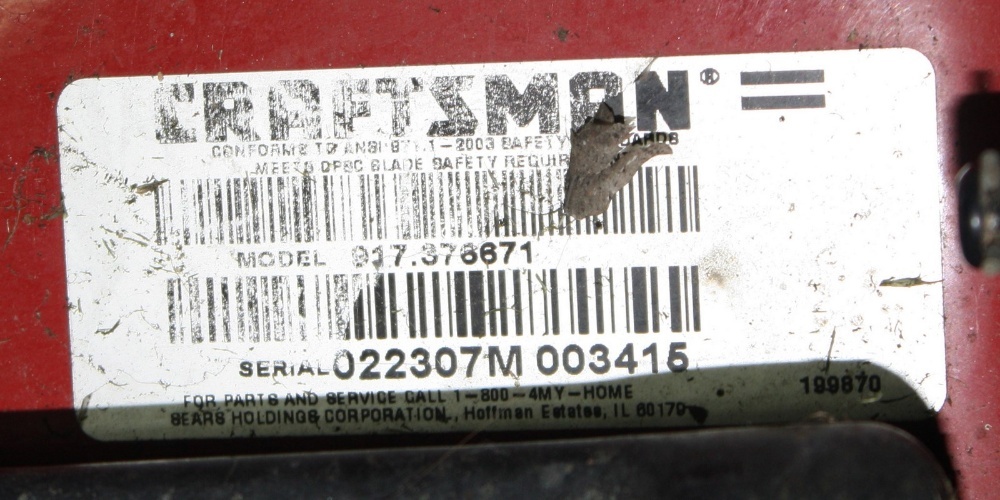 CRAFTSMAN®
CONFORMS TO ANSI B71.1-2003 SAFETY
MEETS CPSC BLADE SAFETY
MODEL 917.376671
SERIAL 022307M 003415
FOR PARTS AND SERVICE CALL 1-800-4MY-HOME
199870
SEARS HOLDINGS CORPORATION, Hoffman Estates, IL 60179